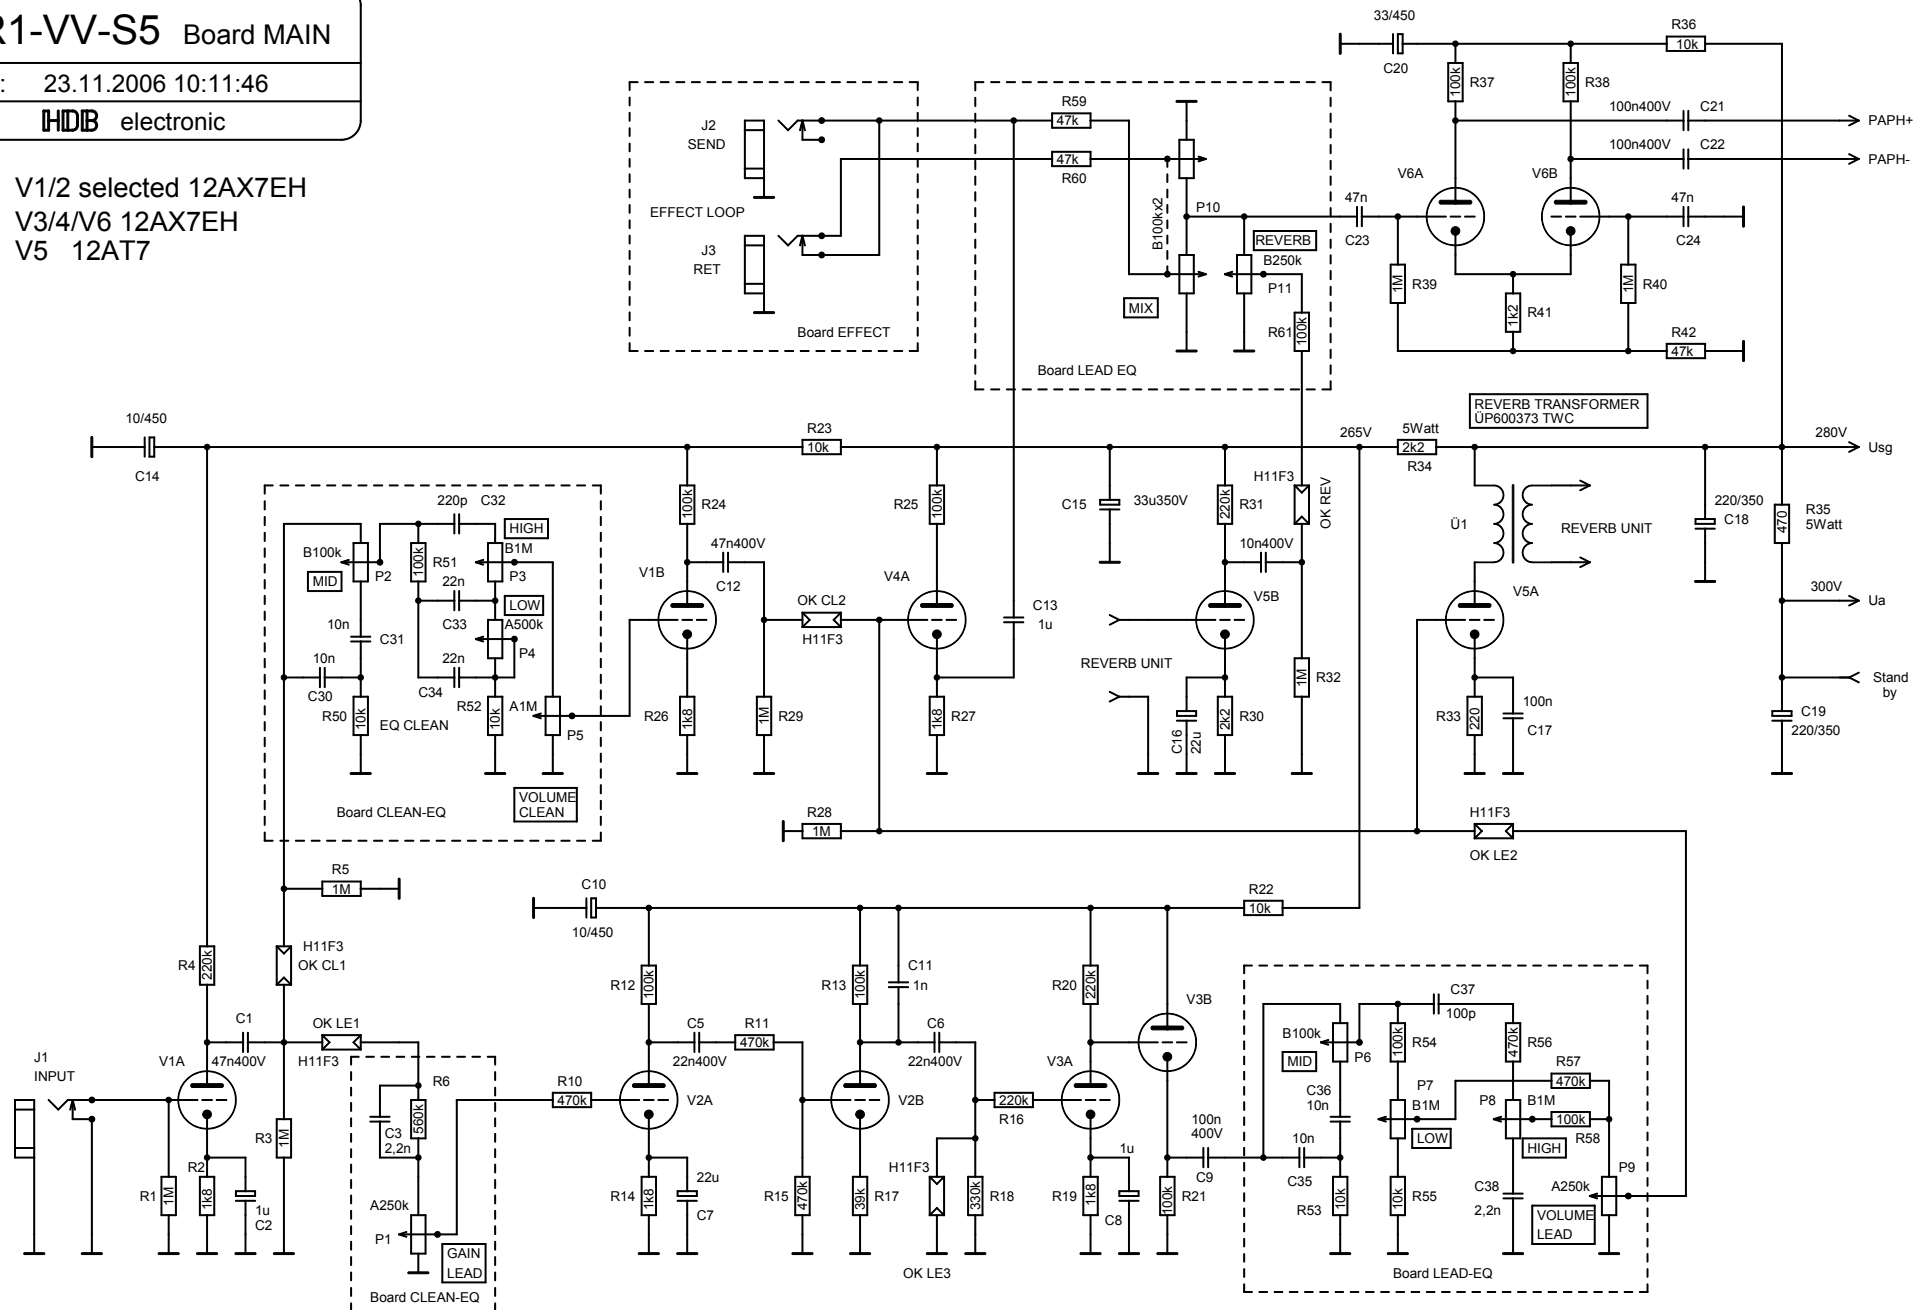 R1-VV-S5 Board MAIN
: 23.11.2006 10:11:46
HDB electronic
V1/2 selected 12AX7EH
V3/4/V6 12AX7EH
V5 12AT7
J2
SEND
EFFECT LOOP
J3
RET
Board EFFECT
R59
47k
47k
R60
B100kx2
P10
REVERB
B250k
P11
MIX
R61
100k
Board LEAD EQ
33/450
C20
R36
10k
100k
R37
100k
R38
100n400V
C21
PAPH+
100n400V
C22
PAPH-
V6A
V6B
47n
C23
47n
C24
1M
R39
1M
R40
1k2
R41
R42
47k
REVERB TRANSFORMER
ÜP600373 TWC
10/450
C14
R23
10k
265V
5Watt
2k2
R34
280V
Usg
220p
C32
HIGH
B100k
P2
MID
100k
R51
B1M
P3
22n
C33
LOW
A500k
P4
10n
C31
10n
C30
22n
C34
R50
10k
EQ CLEAN
R52
10k
A1M
P5
VOLUME
CLEAN
Board CLEAN-EQ
100k
R24
47n400V
C12
V1B
R26
1k8
1M
R29
OK CL2
H11F3
R25
100k
V4A
C13
1u
1k8
R27
C15
33u350V
220k
R31
H11F3
OK REV
10n400V
V5B
REVERB UNIT
C16
22u
2k2
R30
1M
R32
Ü1
REVERB UNIT
V5A
R33
220
100n
C17
220/350
C18
470
R35
5Watt
300V
Ua
Stand
by
C19
220/350
R28
1M
H11F3
OK LE2
R5
1M
C10
10/450
R22
10k
R4
220k
H11F3
OK CL1
C1
47n400V
OK LE1
H11F3
J1
INPUT
V1A
R1
1M
R2
1k8
1u
C2
R3
1M
R6
560k
C3
2,2n
A250k
P1
GAIN
LEAD
Board CLEAN-EQ
R10
470k
R12
100k
C5
22n400V
R11
470k
V2A
R14
1k8
22u
C7
R15
470k
R13
100k
C11
1n
C6
22n400V
V2B
39k
R17
H11F3
OK LE3
330k
R18
220k
R16
R20
220k
V3A
V3B
R19
1k8
1u
C8
100k
R21
100n
400V
C9
B100k
P6
MID
C36
10n
10n
C35
R53
10k
C37
100p
100k
R54
P7
B1M
LOW
10k
R55
470k
R56
R57
470k
P8
B1M
100k
R58
HIGH
C38
2,2n
P9
A250k
VOLUME
LEAD
Board LEAD-EQ